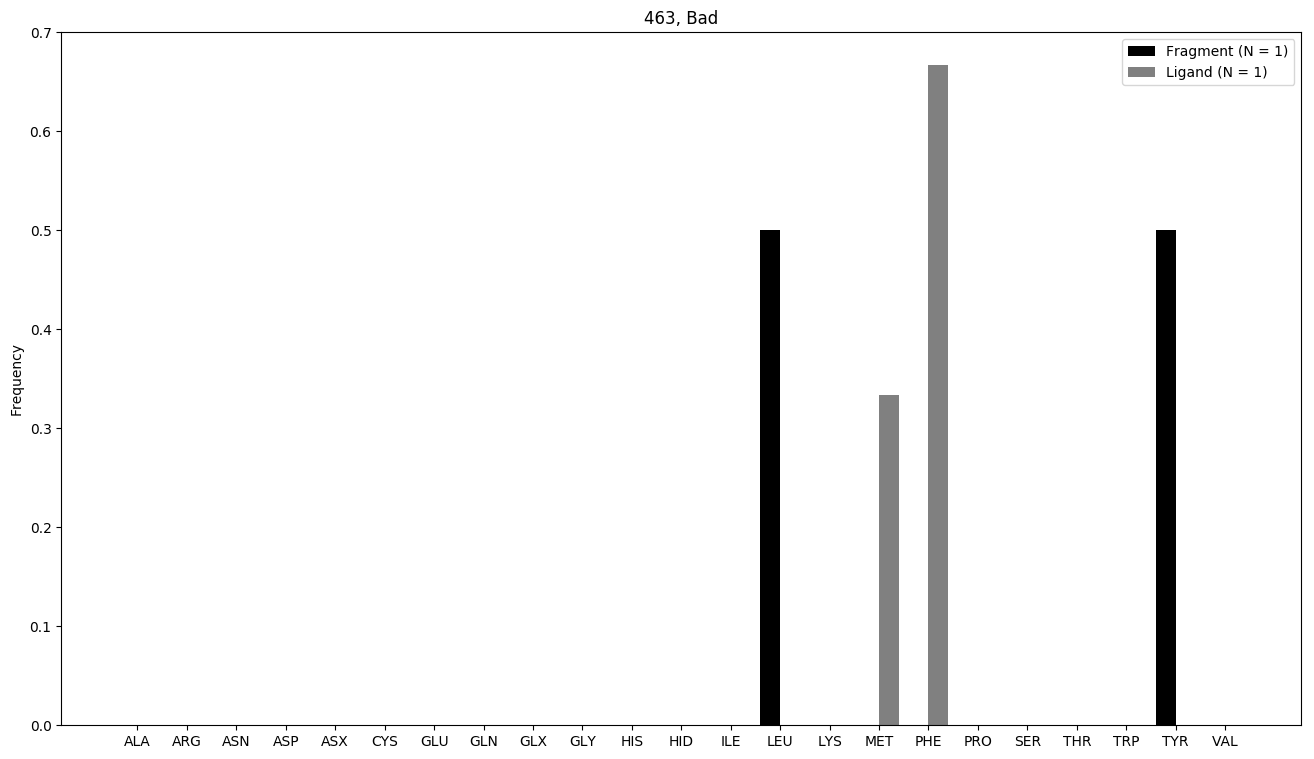 463, Bad
Fragment (N = 1)
Ligand (N = 1)
Frequency
0.7
0.6
0.5
0.4
0.3
0.2
0.1
0.0
ALA ARG ASN ASP ASX CYS GLU GLN GLX GLY HIS HID ILE LEU LYS MET PHE PRO SER THR TRP TYR VAL